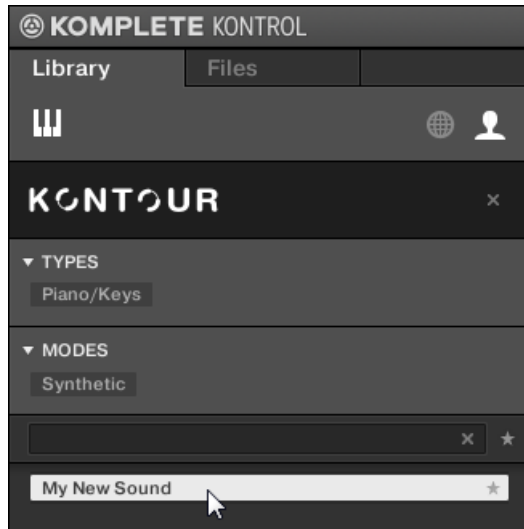 KOMPLETE KONTROL
Library Files
KONTOUR
TYPES
Piano/Keys
MODES
Synthetic
My New Sound